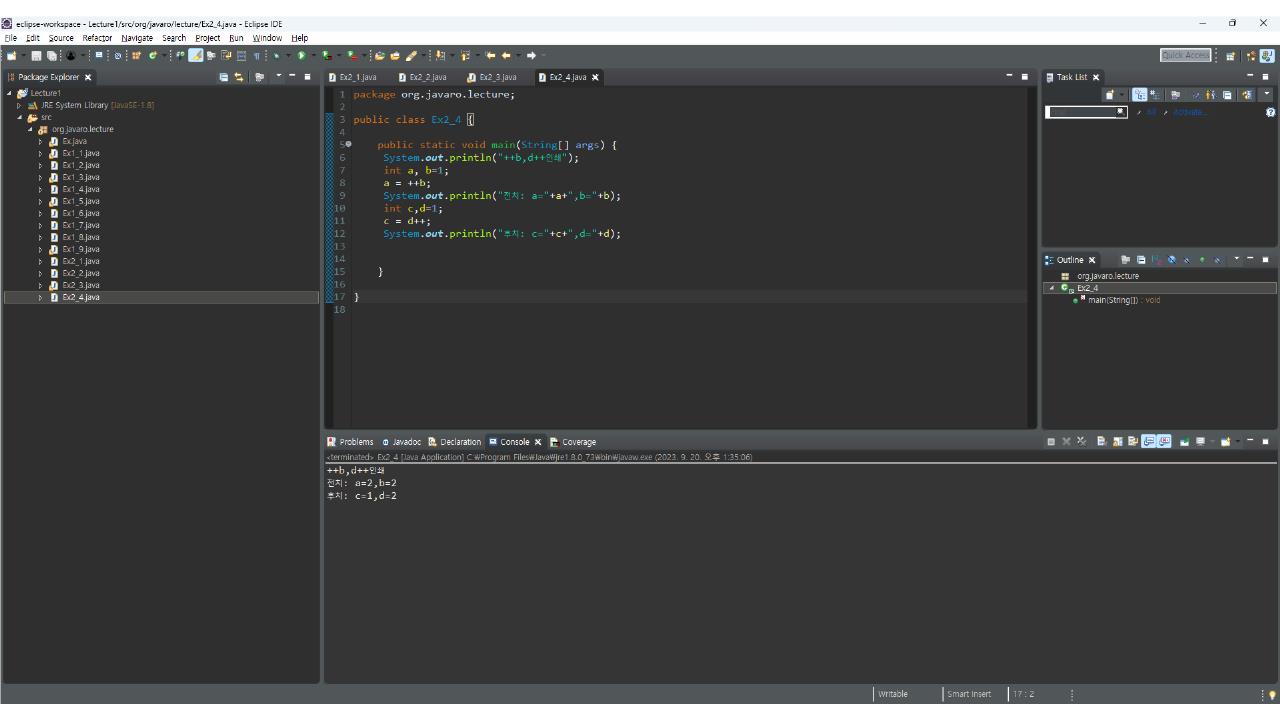 eclipse-workspace - Lecture1/src/org/javaro/lecture/Ex2_4.java - Eclipse IDE
File Edit Source Refactor Navigate Search Project Run Window Help
Quick Access
Package Explorer
Lecture1
JRE System Library [JavaSE-1.8]
src
org.javaro.lecture
Ex.java
Ex1_1.java
Ex1_2.java
Ex1_3.java
Ex1_4.java
Ex1_5.java
Ex1_6.java
Ex1_7.java
Ex1_8.java
Ex1_9.java
Ex2_1.java
Ex2_2.java
Ex2_3.java
Ex2_4.java
Ex2_1.java Ex2_2.java Ex2_3.java Ex2_4.java
1 package org.javaro.lecture;
2
3 public class Ex2_4 {
4
5 public static void main(String[] args) {
6 System.out.println("++b,d++인쇄");
7 int a, b=1;
8 a = ++b;
9 System.out.println("전치: a="+a+",b="+b);
10 int c,d=1;
11 c = d++;
12 System.out.println("후치: c="+c+",d="+d);
13
14
15 }
16
17 }
18
Task List
All Activate...
Outline
org.javaro.lecture
Ex2_4
main(String[]) : void
Problems Javadoc Declaration Console Coverage
<terminated> Ex2_4 [Java Application] C:₩Program Files₩Java₩jre1.8.0_73₩bin₩javaw.exe (2023. 9. 20. 오후 1:35:06)
++b,d++인쇄
전치: a=2,b=2
후치: c=1,d=2
Writable Smart Insert 17 : 2